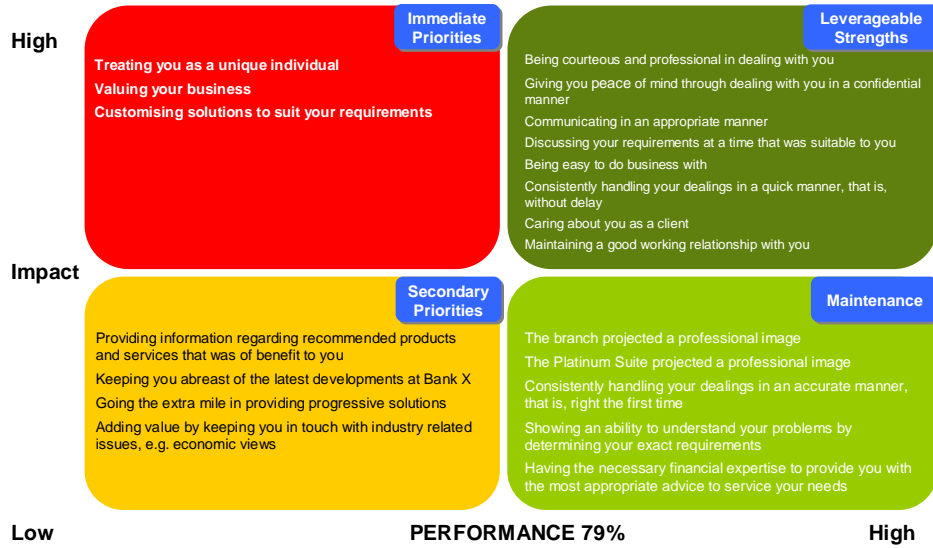 High
Immediate
Priorities
Treating you as a unique individual
Valuing your business
Customising solutions to suit your requirements
Leverageable
Strengths
Being courteous and professional in dealing with you
Giving you peace of mind through dealing with you in a confidential
manner
Communicating in an appropriate manner
Discussing your requirements at a time that was suitable to you
Being easy to do business with
Consistently handling your dealings in a quick manner, that is,
without delay
Caring about you as a client
Maintaining a good working relationship with you
Impact
Secondary
Priorities
Providing information regarding recommended products
and services that was of benefit to you
Keeping you abreast of the latest developments at Bank X
Going the extra mile in providing progressive solutions
Adding value by keeping you in touch with industry related
issues, e.g. economic views
Maintenance
The branch projected a professional image
The Platinum Suite projected a professional image
Consistently handling your dealings in an accurate manner,
that is, right the first time
Showing an ability to understand your problems by
determining your exact requirements
Having the necessary financial expertise to provide you with
the most appropriate advice to service your needs
Low
PERFORMANCE 79%
High